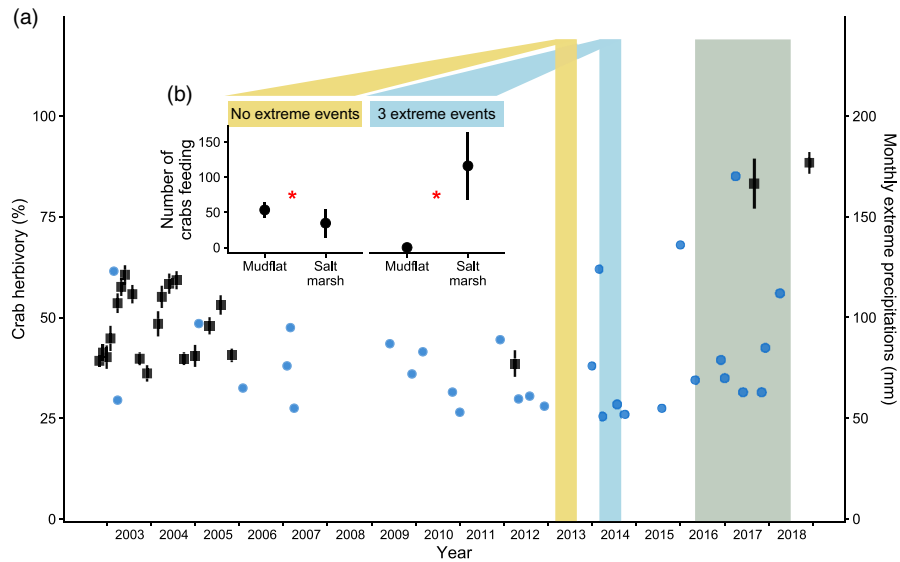 (a)
(b)
No extreme events
3 extreme events
Number of
crabs feeding
150
100
50
0
Mudflat
Salt
marsh
Mudflat
Salt
marsh
*
*
Crab herbivory (%)
100
75
50
25
0
Monthly extreme precipitations (mm)
200
150
100
50
0
2003 2004 2005 2006 2007 2008 2009 2010 2011 2012 2013 2014 2015 2016 2017 2018
Year